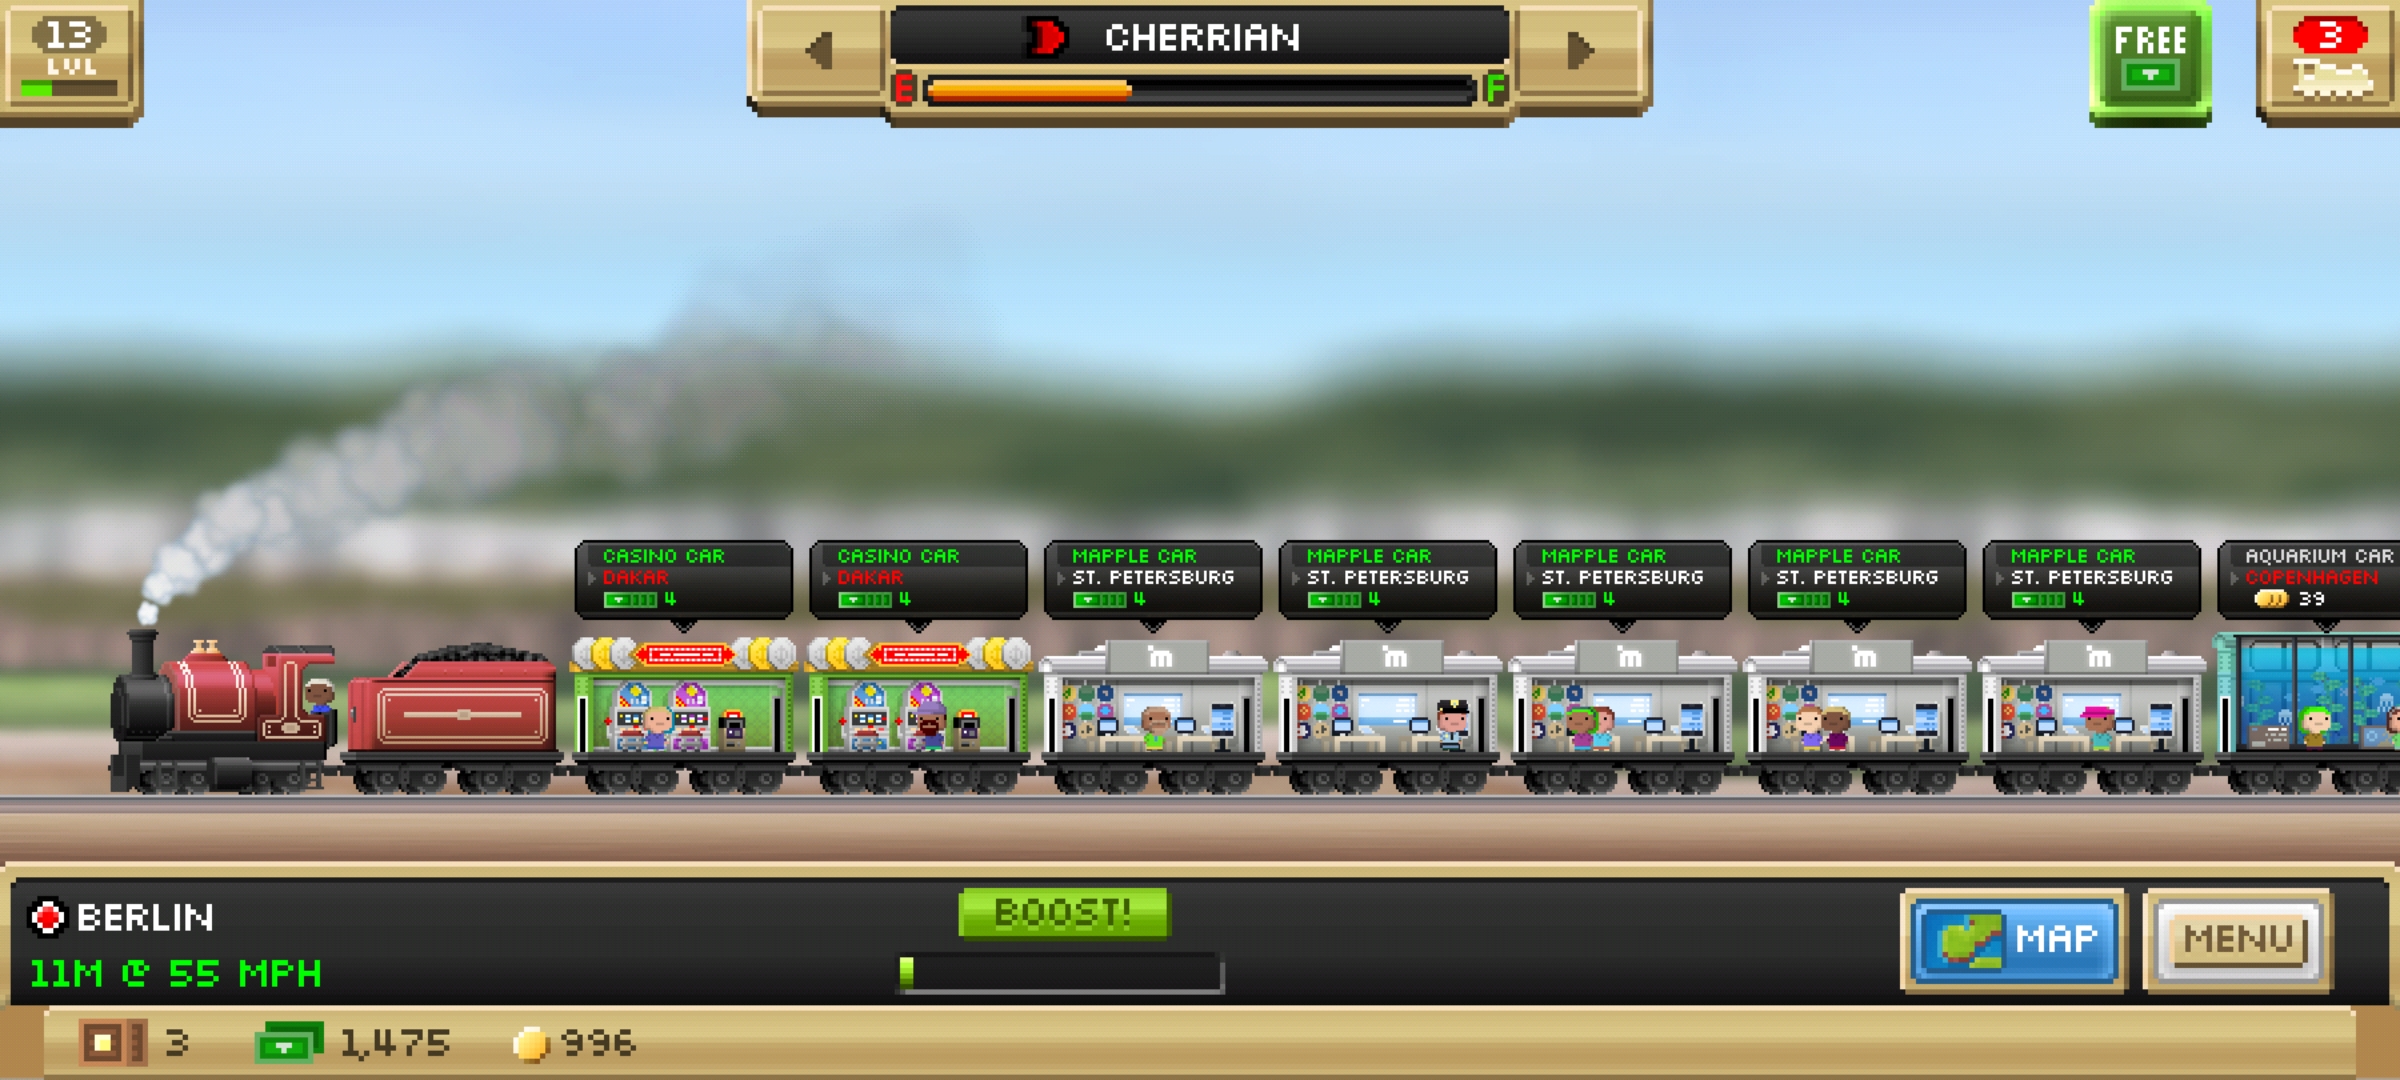 13
LVL
CHERRIAN
E F
FREE
3
CASINO CAR
DAKAR
4
CASINO CAR
DAKAR
4
MAPPLE CAR
ST. PETERSBURG
4
MAPPLE CAR
ST. PETERSBURG
4
MAPPLE CAR
ST. PETERSBURG
4
MAPPLE CAR
ST. PETERSBURG
4
MAPPLE CAR
ST. PETERSBURG
4
AQUARIUM CAR
COPENHAGEN
39
m
m
m
m
m
BERLIN
11M @ 55 MPH
BOOST!
MAP
MENU
3
1,475
996